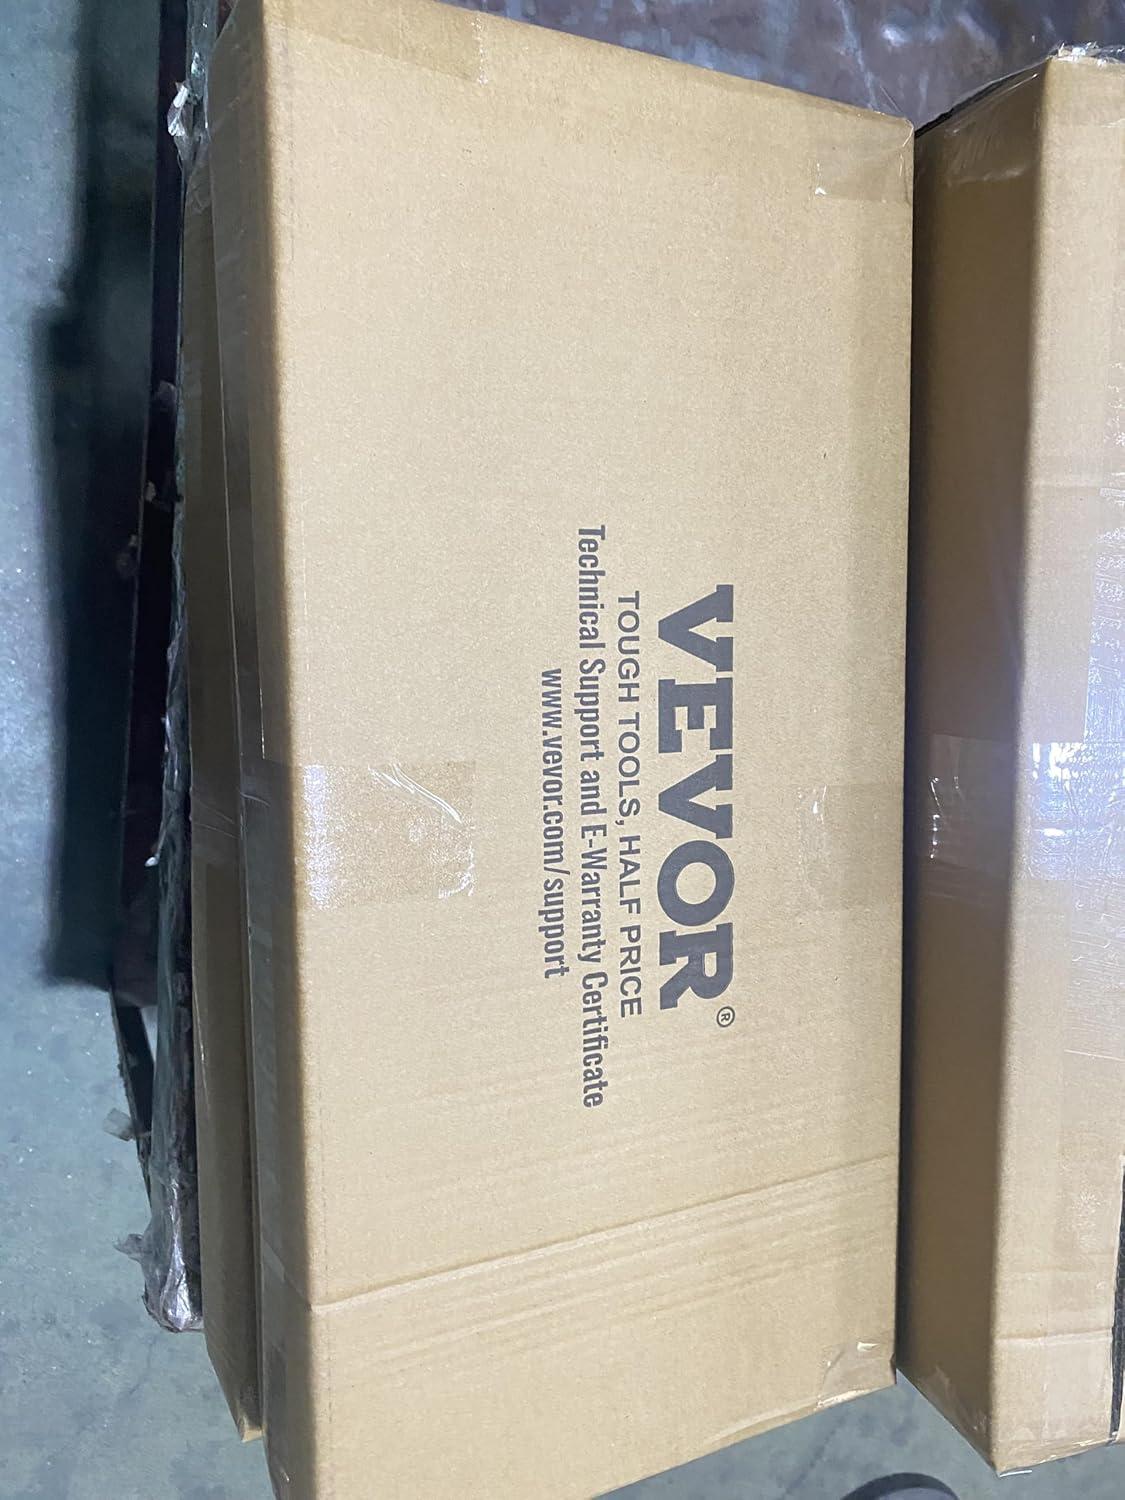 VEVOR®
TOUGH TOOLS, HALF PRICE
Technical Support and E-Warranty Certificate
www.vevor.com/support